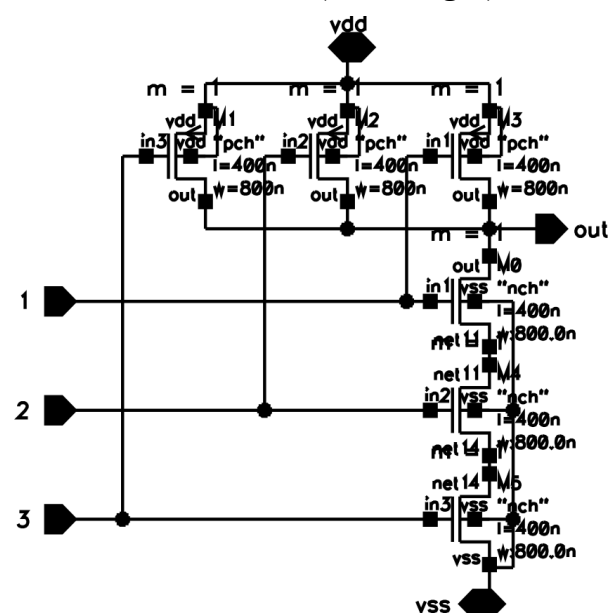 vdd
m = 1 m = 1 m = 1
vdd M1 vdd M2 vdd M3
in3 vdd "pch" in2 vdd "pch" in1 vdd "pch"
l=400n l=400n l=400n
out w=800n out w=800n out w=800n
out
m = 1
out M0
in1 vss "nch"
1
l=400n
w:800.0n
net11
m = 1
net11 M4
in2 vss "nch"
2
l=400n
w:800.0n
net14
m = 1
net14 M5
in3 vss "nch"
3
l=400n
w:800.0n
vss
vss